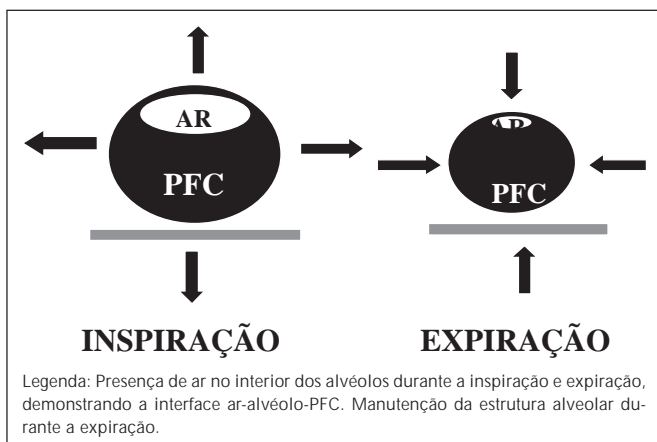 AR
PFC
AR
PFC
INSPIRAÇÃO
EXPIRAÇÃO
Legenda: Presença de ar no interior dos alvéolos durante a inspiração e expiração,
demonstrando a interface ar-alvéolo-PFC. Manutenção da estrutura alveolar du-
rante a expiração.